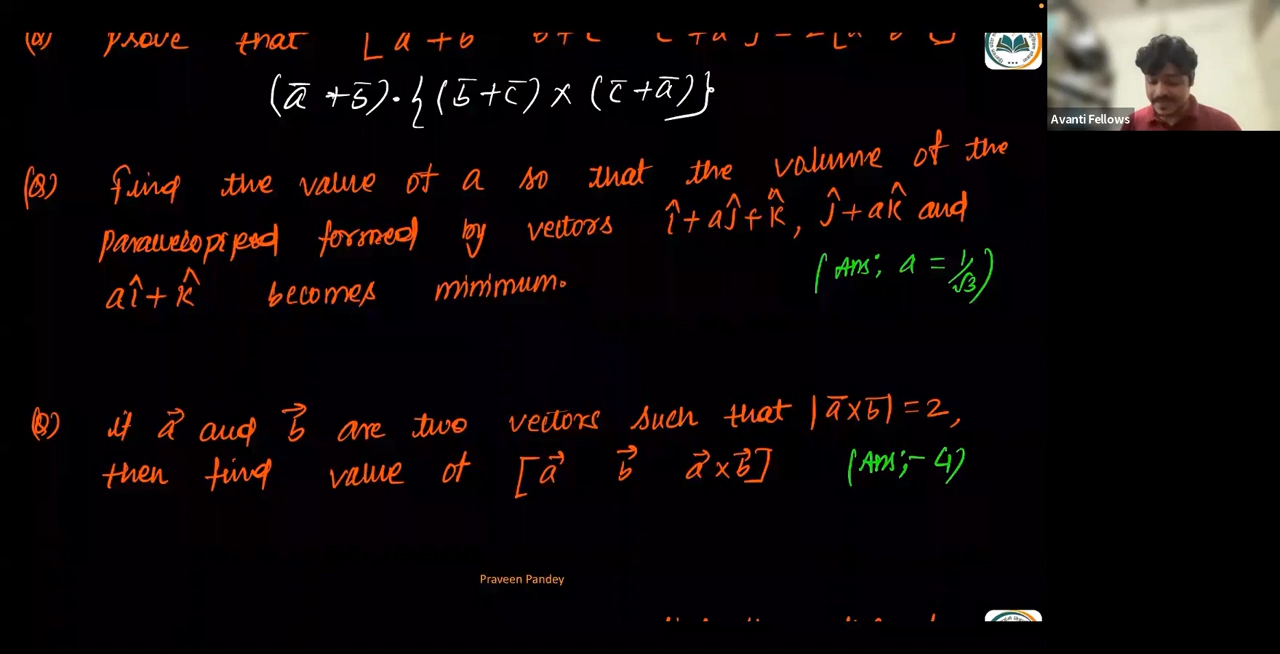 (Q) prove that [a + b b + c c + a] = 2[a b c]
(a̅ + b̅)·{(b̅ + c̅) × (c̅ + a̅)}
Avanti Fellows
(Q) find the value of a so that the volume of the
parallelopiped formed by vectors î + aĵ + k̂, ĵ + ak̂ and
aî + k̂ becomes minimum.
(Ans; a = 1/√3)
(Q) if a⃗ and b⃗ are two vectors such that |a̅ × b̅| = 2,
then find value of [a⃗ b⃗ a⃗ × b⃗] (Ans;- 4)
Praveen Pandey